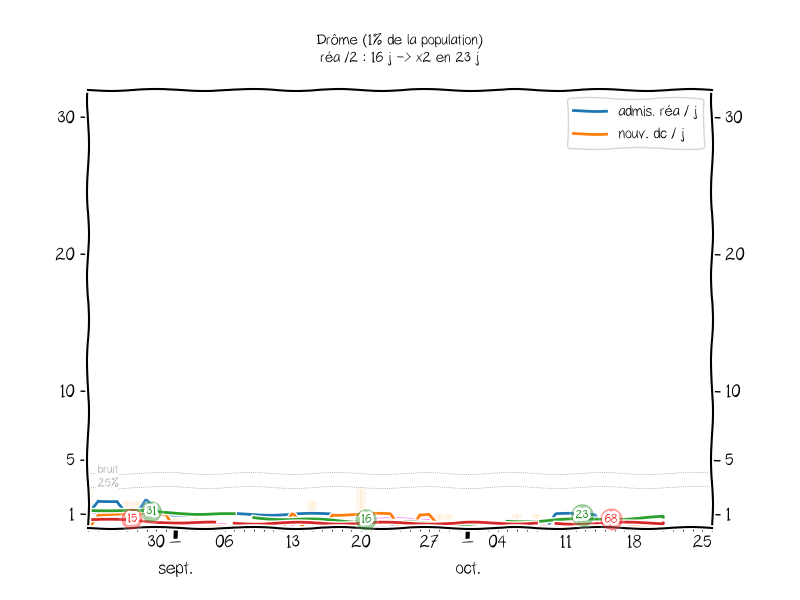 Drôme (1% de la population)
réa /2 : 16 j -> x2 en 23 j
admis. réa / j
nouv. dc / j
30 30
20 20
10 10
5 5
1 1
bruit
25%
15 31 16 23 68
30 06 13 20 27 04 11 18 25
sept. oct.